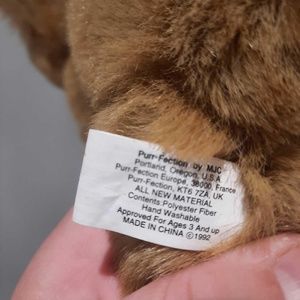 Purr-Fection by MJC
Portland, Oregon, U.S.A.
Purr-Fection Europe, 38000, France
Purr-Fection, KT6 7ZA, UK
ALL NEW MATERIAL
Contents:Polyester Fiber
Hand Washable
Approved For Ages 3 And up
MADE IN CHINA ©1992